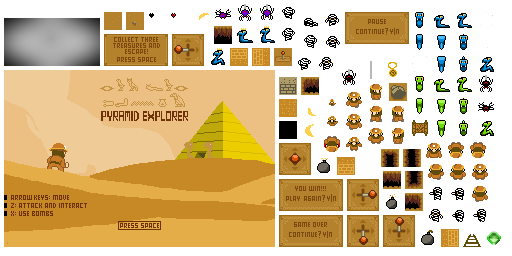 PAUSE
CONTINUE? Y|N
COLLECT THREE
TREASURES AND
ESCAPE!
PRESS SPACE
PYRAMID EXPLORER
ARROW KEYS: MOVE
Z: ATTACK AND INTERACT
X: USE BOMBS
PRESS SPACE
YOU WIN!!!
PLAY AGAIN? Y|N
GAME OVER
CONTINUE? Y|N